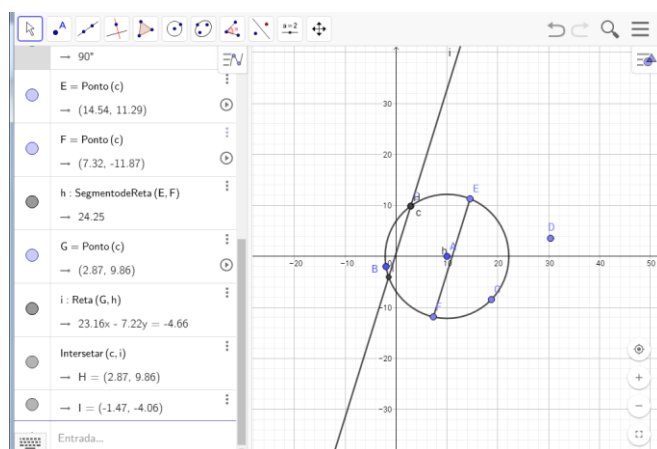 A
a=2
→ 90°
E = Ponto (c)
→ (14.54, 11.29)
F = Ponto (c)
→ (7.32, -11.87)
h : SegmentodeReta (E, F)
→ 24.25
G = Ponto (c)
→ (2.87, 9.86)
i : Reta (G, h)
→ 23.16x - 7.22y = -4.66
Intersetar (c, i)
→ H = (2.87, 9.86)
→ I = (-1.47, -4.06)
Entrada...
i
30
20
10
E
c
D
h
A
B
-20
-10
0
10
20
30
40
50
F
-10
-20
-30